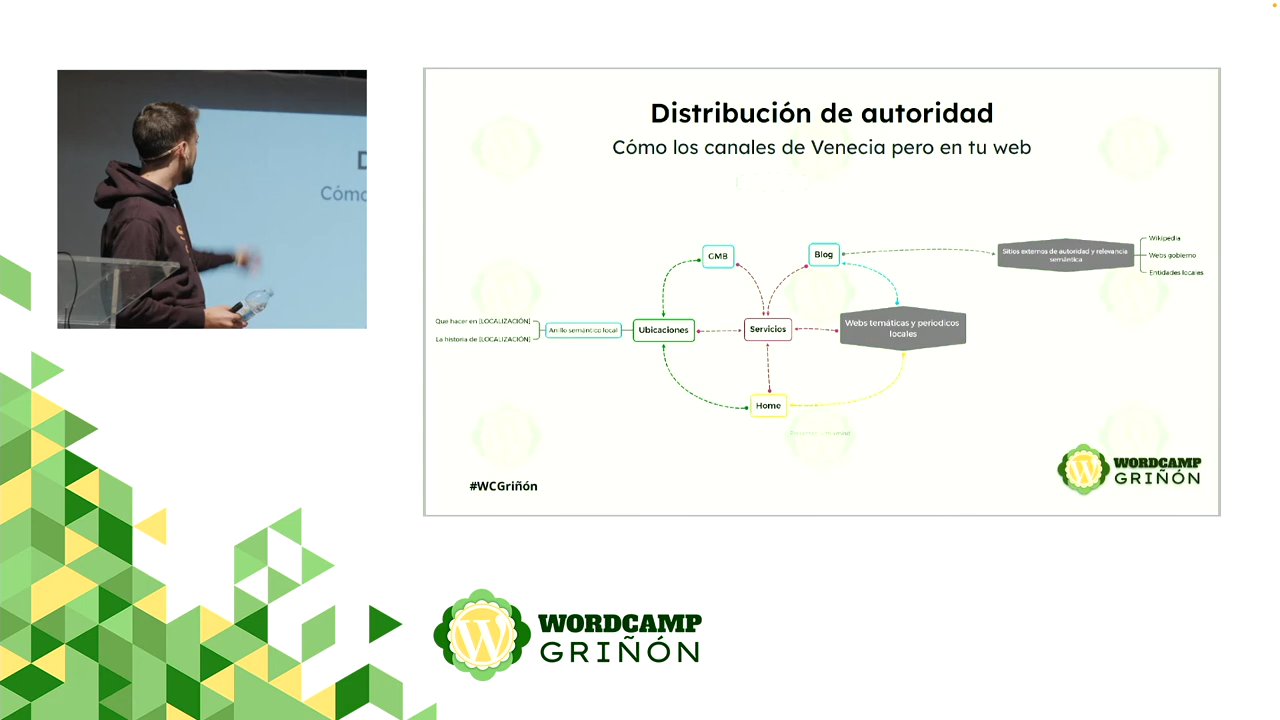 D
Cómo
Distribución de autoridad
Cómo los canales de Venecia pero en tu web
GMB
Blog
Sitios externos de autoridad y relevancia
semántica
Wikipedia
Webs gobierno
Entidades locales
Que hacer en [LOCALIZACIÓN]
La historia de [LOCALIZACIÓN]
Anillo semántico local
Ubicaciones
Servicios
Webs temáticas y periodicos
locales
Home
#WCGriñón
WORDCAMP
GRIÑÓN
WORDCAMP
GRIÑÓN